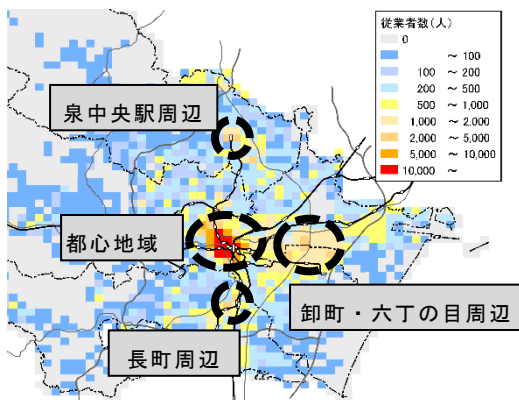 従業者数(人)
0
～ 100
100 ～ 200
200 ～ 500
500 ～ 1,000
1,000 ～ 2,000
2,000 ～ 5,000
5,000 ～ 10,000
10,000 ～
泉中央駅周辺
都心地域
卸町・六丁の目周辺
長町周辺